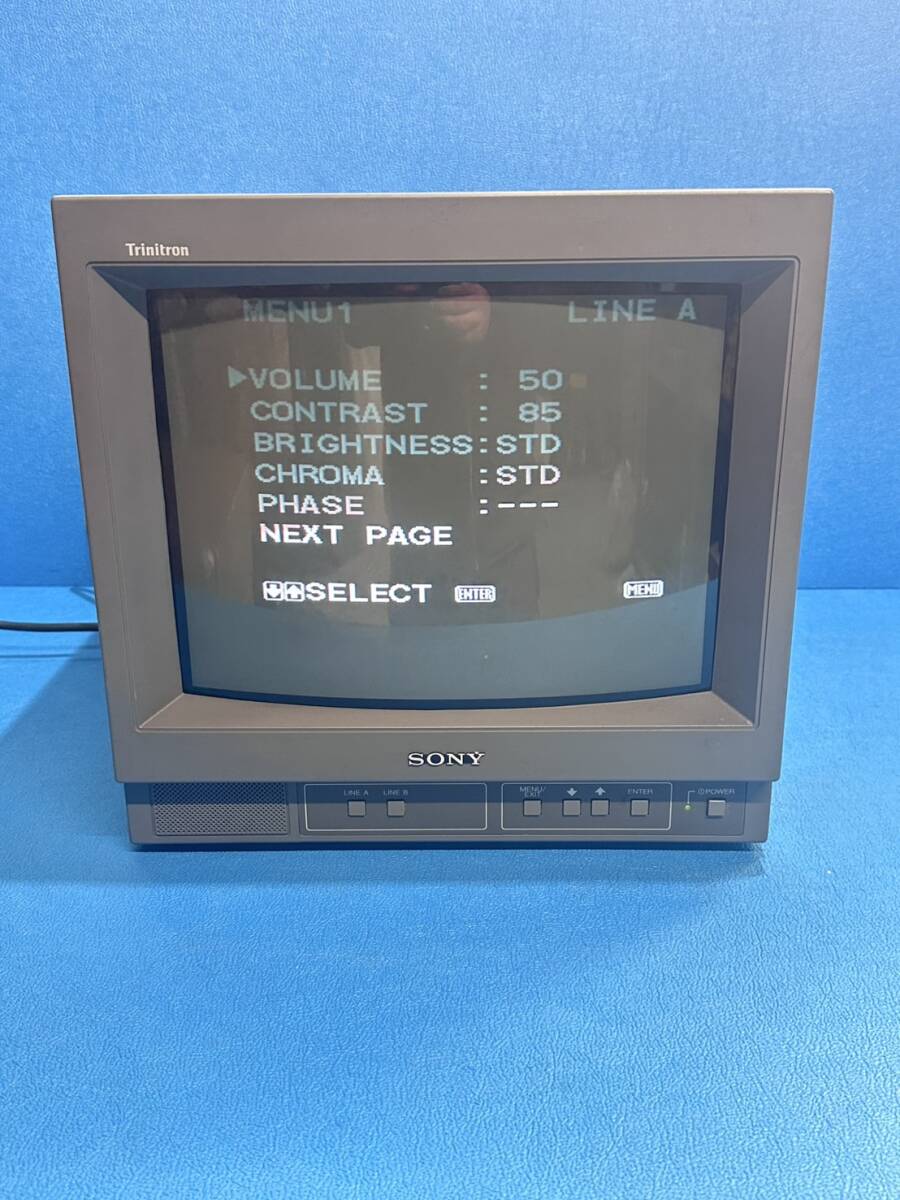 Trinitron
MENU1 LINE A
▶VOLUME : 50
CONTRAST : 85
BRIGHTNESS:STD
CHROMA :STD
PHASE :---
NEXT PAGE
⬇⬆SELECT ENTER MENU
SONY
LINE A LINE B
MENU/
EXIT ⬇ ⬆ ENTER
POWER